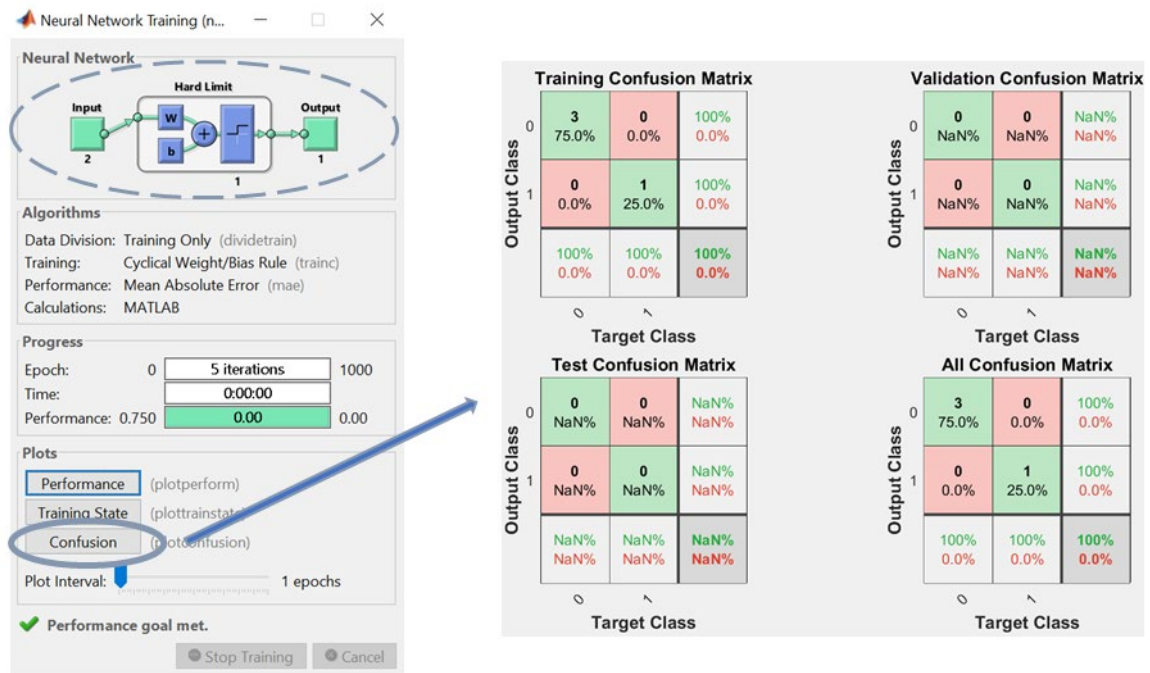 Neural Network Training (n...
Neural Network
Hard Limit
Input
Output
W
b
2
1
1
Algorithms
Data Division: Training Only (dividetrain)
Training: Cyclical Weight/Bias Rule (trainc)
Performance: Mean Absolute Error (mae)
Calculations: MATLAB
Progress
Epoch: 0 5 iterations 1000
Time: 0:00:00
Performance: 0.750 0.00 0.00
Plots
Performance (plotperform)
Training State (plottrainstate)
Confusion (plotconfusion)
Plot Interval: 1 epochs
Performance goal met.
Stop Training Cancel
Training Confusion Matrix
Output Class
0 3 0 100%
75.0% 0.0% 0.0%
1 0 1 100%
0.0% 25.0% 0.0%
100% 100% 100%
0.0% 0.0% 0.0%
0 1
Target Class
Validation Confusion Matrix
Output Class
0 0 0 NaN%
NaN% NaN% NaN%
1 0 0 NaN%
NaN% NaN% NaN%
NaN% NaN% NaN%
NaN% NaN% NaN%
0 1
Target Class
Test Confusion Matrix
Output Class
0 0 0 NaN%
NaN% NaN% NaN%
1 0 0 NaN%
NaN% NaN% NaN%
NaN% NaN% NaN%
NaN% NaN% NaN%
0 1
Target Class
All Confusion Matrix
Output Class
0 3 0 100%
75.0% 0.0% 0.0%
1 0 1 100%
0.0% 25.0% 0.0%
100% 100% 100%
0.0% 0.0% 0.0%
0 1
Target Class